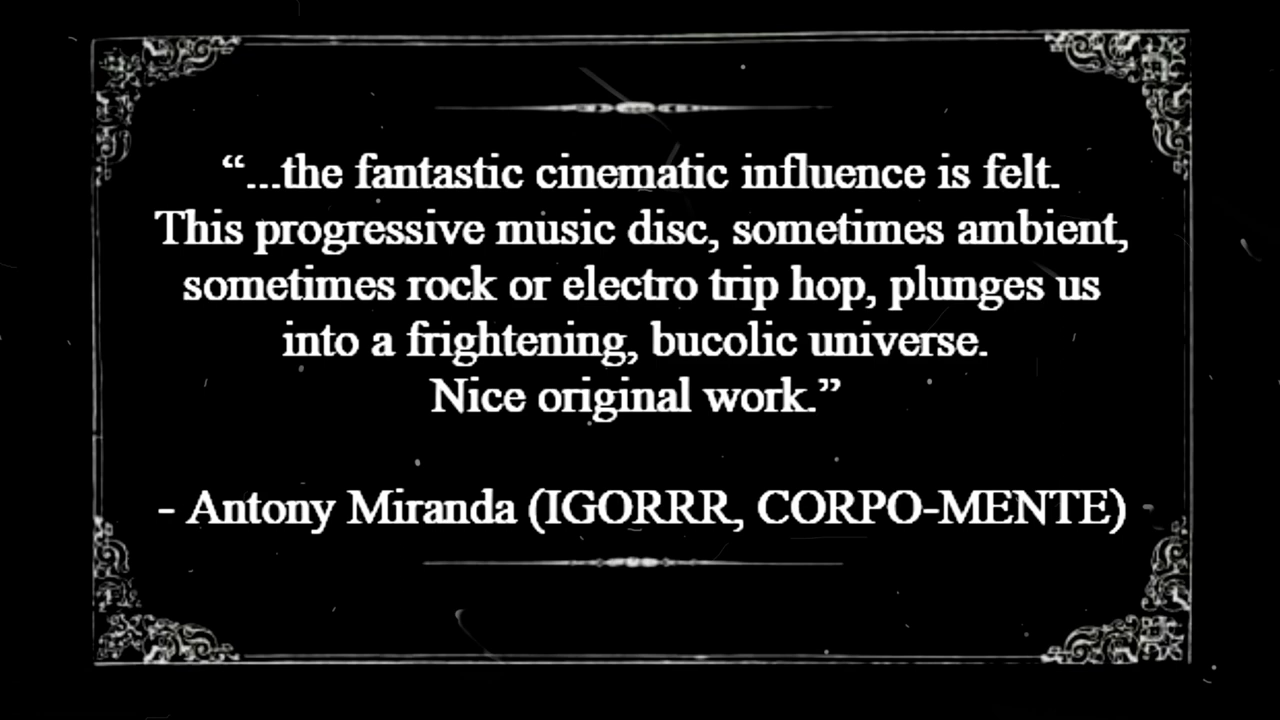 “...the fantastic cinematic influence is felt.
This progressive music disc, sometimes ambient,
sometimes rock or electro trip hop, plunges us
into a frightening, bucolic universe.
Nice original work.”
- Antony Miranda (IGORRR, CORPO-MENTE)